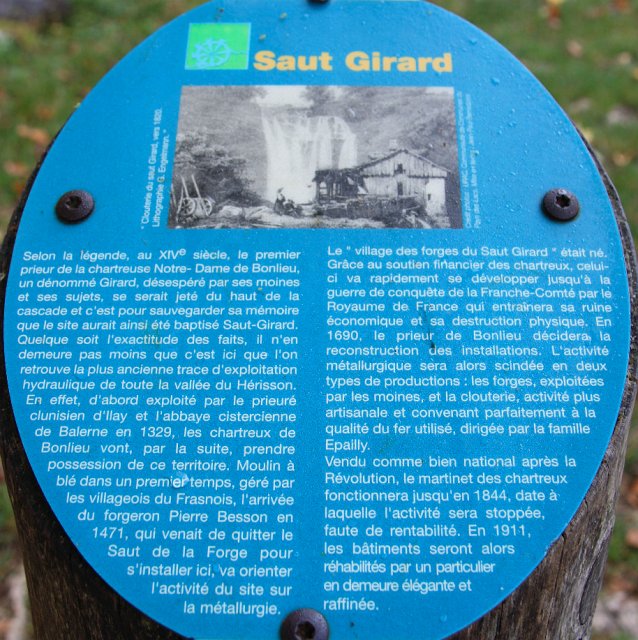 Saut Girard
" Clouterie du saut Girard, vers 1820.
Lithographie G. Engelmann. "
Selon la légende, au XIVe siècle, le premier
prieur de la chartreuse Notre- Dame de Bonlieu,
un dénommé Girard, désespéré par ses moines
et ses sujets, se serait jeté du haut de la
cascade et c'est pour sauvegarder sa mémoire
que le site aurait ainsi été baptisé Saut-Girard.
Quelque soit l'exactitude des faits, il n'en
demeure pas moins que c'est ici que l'on
retrouve la plus ancienne trace d'exploitation
hydraulique de toute la vallée du Hérisson.
En effet, d'abord exploité par le prieuré
clunisien d'Ilay et l'abbaye cistercienne
de Balerne en 1329, les chartreux de
Bonlieu vont, par la suite, prendre
possession de ce territoire. Moulin à
blé dans un premier temps, géré par
les villageois du Frasnois, l'arrivée
du forgeron Pierre Besson en
1471, qui venait de quitter le
Saut de la Forge pour
s'installer ici, va orienter
l'activité du site sur
la métallurgie.
Le " village des forges du Saut Girard " était né.
Grâce au soutien financier des chartreux, celui-
ci va rapidement se développer jusqu'à la
guerre de conquête de la Franche-Comté par le
Royaume de France qui entraînera sa ruine
économique et sa destruction physique. En
1690, le prieur de Bonlieu décidera la
reconstruction des installations. L'activité
métallurgique sera alors scindée en deux
types de productions : les forges, exploitées
par les moines, et la clouterie, activité plus
artisanale et convenant parfaitement à la
qualité du fer utilisé, dirigée par la famille
Epailly.
Vendu comme bien national après la
Révolution, le martinet des chartreux
fonctionnera jusqu'en 1844, date à
laquelle l'activité sera stoppée,
faute de rentabilité. En 1911,
les bâtiments seront alors
réhabilités par un particulier
en demeure élégante et
raffinée.